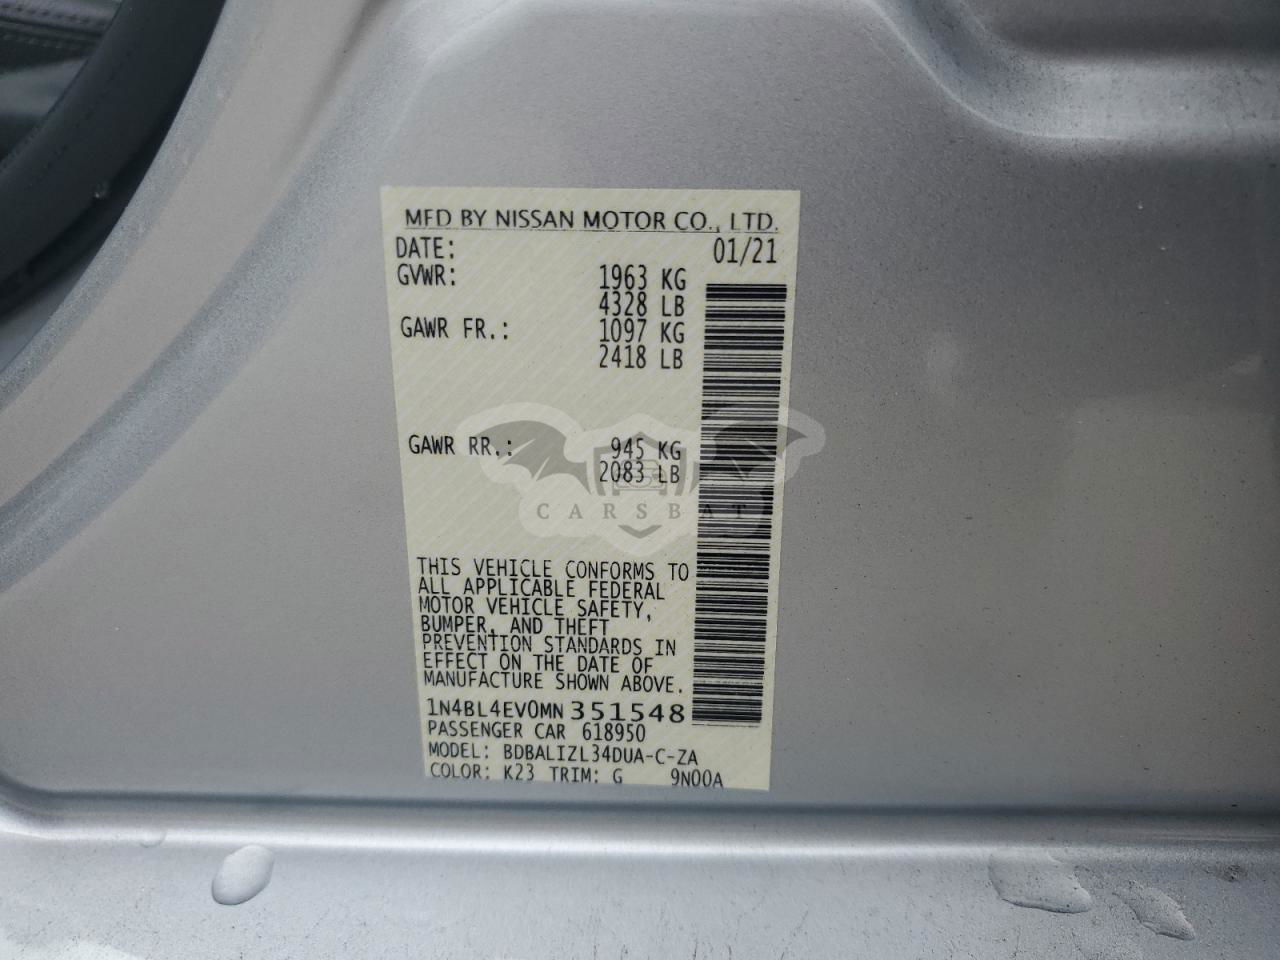 MFD BY NISSAN MOTOR CO., LTD.
DATE: 01/21
GVWR: 1963 KG
4328 LB
GAWR FR.: 1097 KG
2418 LB
GAWR RR.: 945 KG
2083 LB
CARSBAT
THIS VEHICLE CONFORMS TO
ALL APPLICABLE FEDERAL
MOTOR VEHICLE SAFETY,
BUMPER, AND THEFT
PREVENTION STANDARDS IN
EFFECT ON THE DATE OF
MANUFACTURE SHOWN ABOVE.
1N4BL4EV0MN351548
PASSENGER CAR 618950
MODEL: BDBALIZL34DUA-C-ZA
COLOR: K23 TRIM: G 9N00A